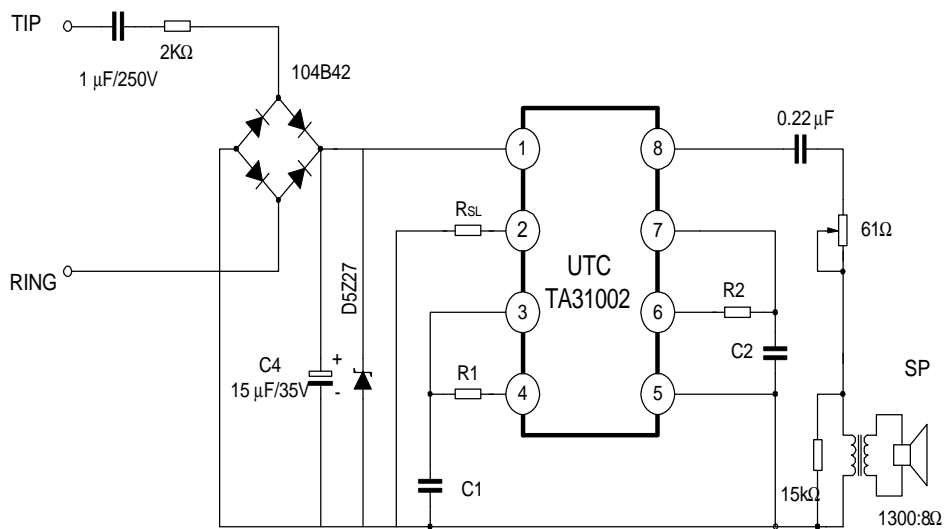 TIP
2KΩ
1 μF/250V
104B42
0.22 μF
1
8
RSL
2
7
61Ω
RING
UTC
TA31002
D5Z27
3
6
R2
C2
C4
15 μF/35V
+
-
R1
4
5
SP
C1
15kΩ
1300:8Ω